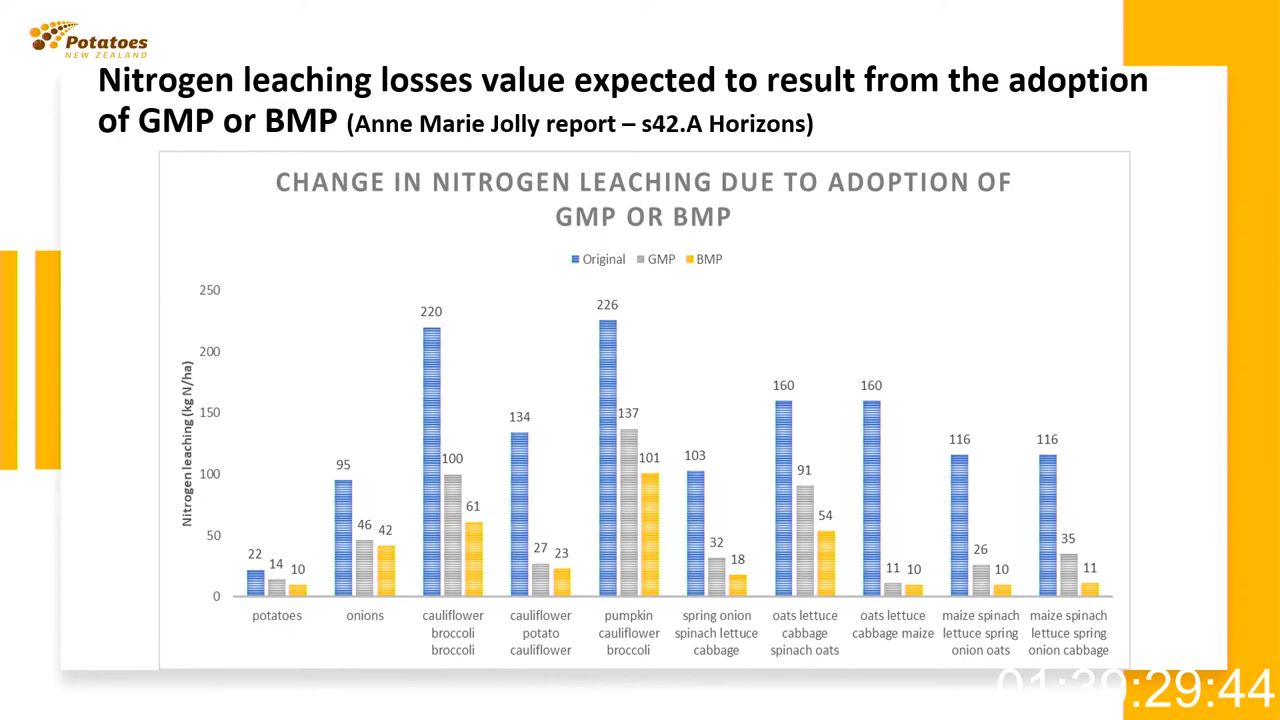 Potatoes
NEW ZEALAND
Nitrogen leaching losses value expected to result from the adoption
of GMP or BMP (Anne Marie Jolly report – s42.A Horizons)
CHANGE IN NITROGEN LEACHING DUE TO ADOPTION OF
GMP OR BMP
Original GMP BMP
Nitrogen leaching (kg N/ha)
250
200
150
100
50
0
22 14 10
95 46 42
220 100 61
134 27 23
226 137 101
103 32 18
160 91 54
160 11 10
116 26 10
116 35 11
potatoes
onions
cauliflower
broccoli
broccoli
cauliflower
potato
cauliflower
pumpkin
cauliflower
broccoli
spring onion
spinach lettuce
cabbage
oats lettuce
cabbage
spinach oats
oats lettuce
cabbage maize
maize spinach
lettuce spring
onion oats
maize spinach
lettuce spring
onion cabbage
01:39:29:44